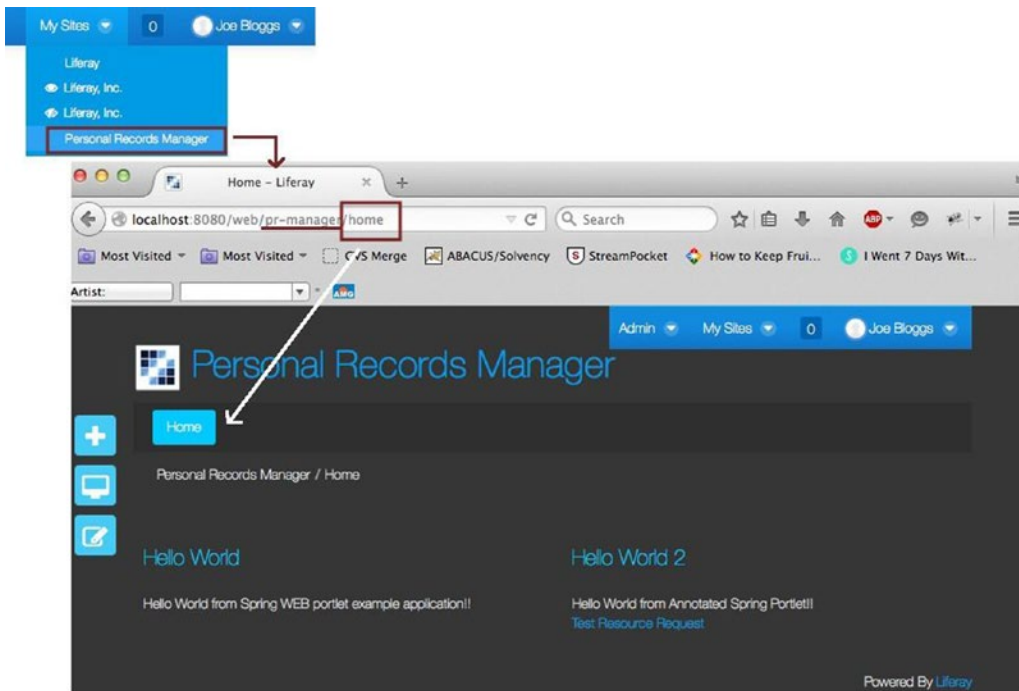 My Sites 0 Joe Bloggs
Liferay
Liferay, Inc.
Liferay, Inc.
Personal Records Manager
Home – Liferay × +
localhost:8080/web/pr-manager/home Search ABP
Most Visited Most Visited CVS Merge ABACUS/Solvency S StreamPocket How to Keep Frui... S I Went 7 Days Wit...
Artist: AMG
Admin My Sites 0 Joe Bloggs
Personal Records Manager
Home
Personal Records Manager / Home
Hello World Hello World 2
Hello World from Spring WEB portlet example application!! Hello World from Annotated Spring Portlet!!
Test Resource Request
Powered By Liferay